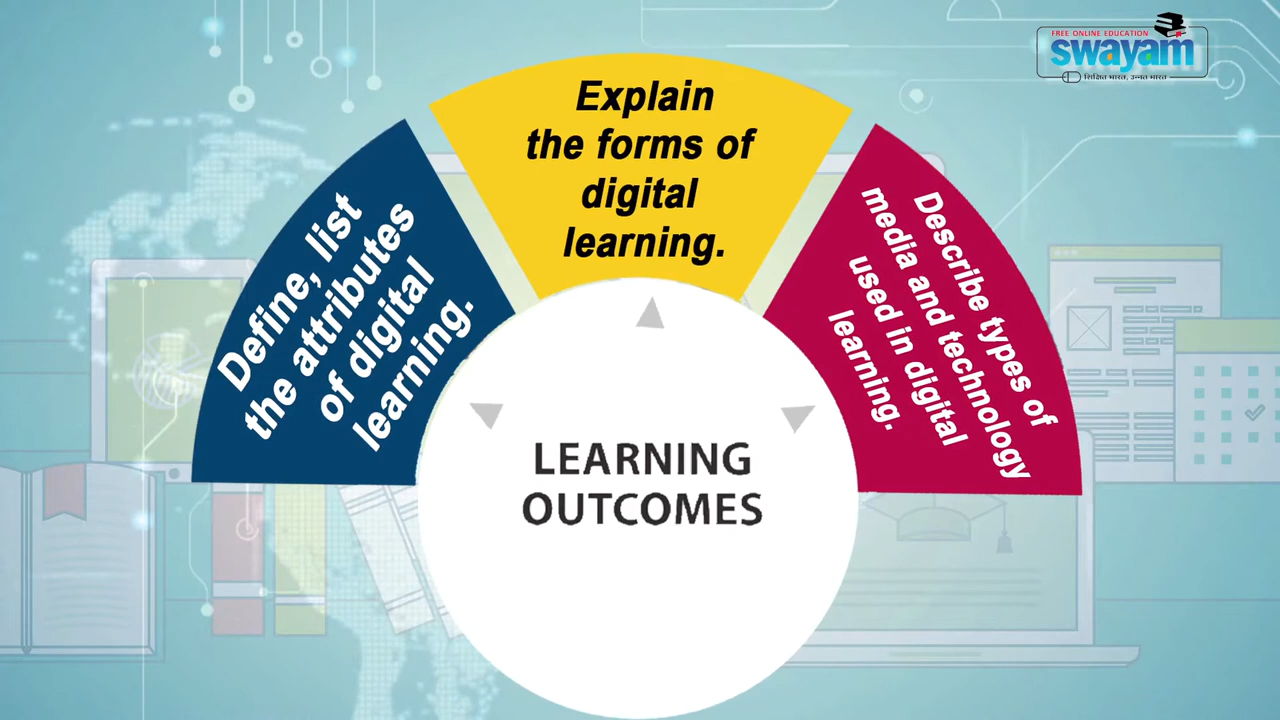 FREE ONLINE EDUCATION
swayam
शिक्षित भारत, उन्नत भारत
Define, list
the attributes
of digital
learning.
Explain
the forms of
digital
learning.
Describe types of
media and technology
used in digital
learning.
LEARNING
OUTCOMES